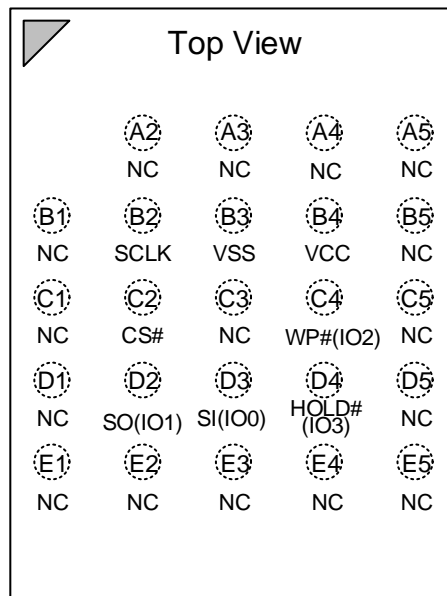 Top View
A2 A3 A4 A5
NC NC NC NC
B1 B2 B3 B4 B5
NC SCLK VSS VCC NC
C1 C2 C3 C4 C5
NC CS# NC WP#(IO2) NC
D1 D2 D3 D4 D5
NC SO(IO1) SI(IO0) HOLD# NC
(IO3)
E1 E2 E3 E4 E5
NC NC NC NC NC